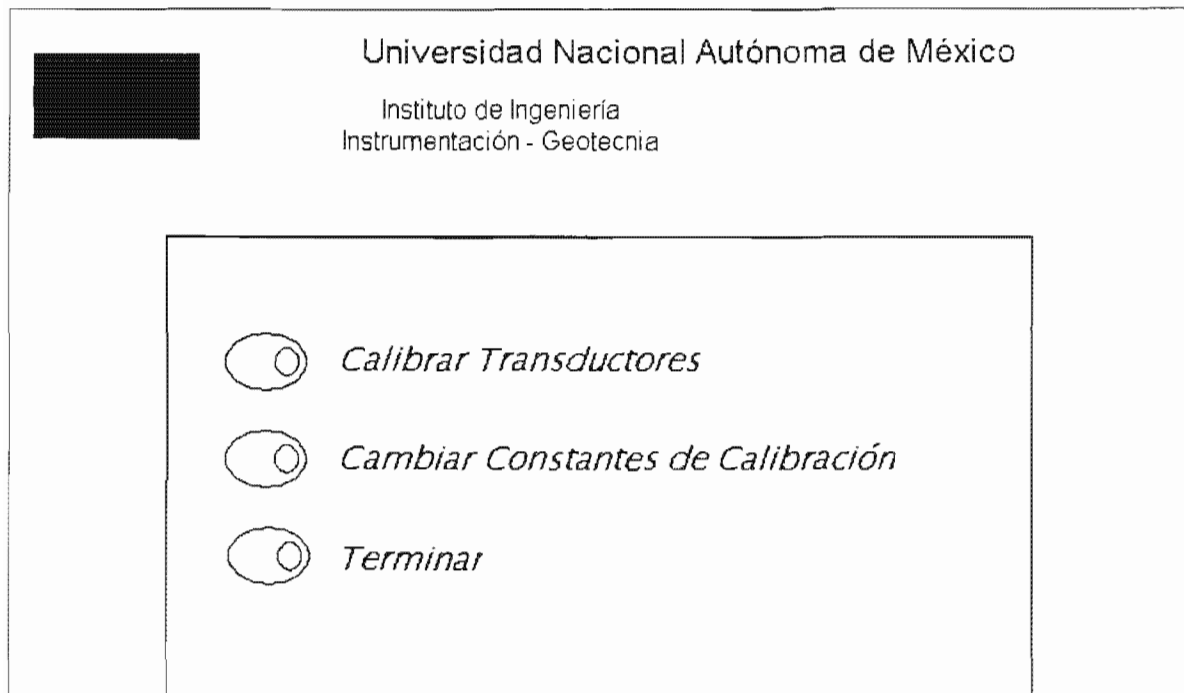 Universidad Nacional Autónoma de México
Instituto de Ingeniería
Instrumentación - Geotecnia
Calibrar Transductores
Cambiar Constantes de Calibración
Terminar